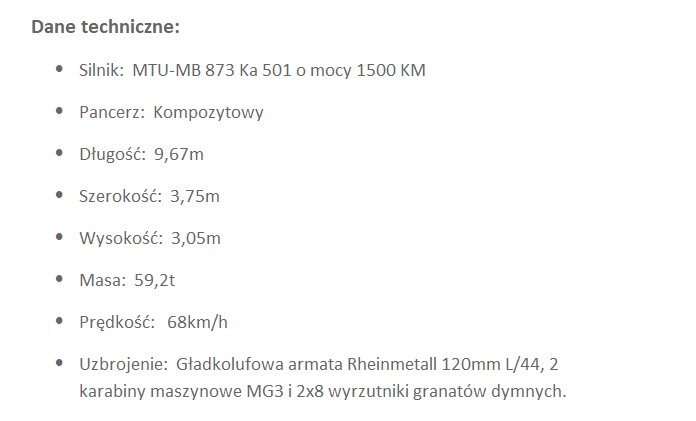 Dane techniczne:
• Silnik: MTU-MB 873 Ka 501 o mocy 1500 KM
• Pancerz: Kompozytowy
• Długość: 9,67m
• Szerokość: 3,75m
• Wysokość: 3,05m
• Masa: 59,2t
• Prędkość: 68km/h
• Uzbrojenie: Gładkolufowa armata Rheinmetall 120mm L/44, 2
karabiny maszynowe MG3 i 2x8 wyrzutniki granatów dymnych.